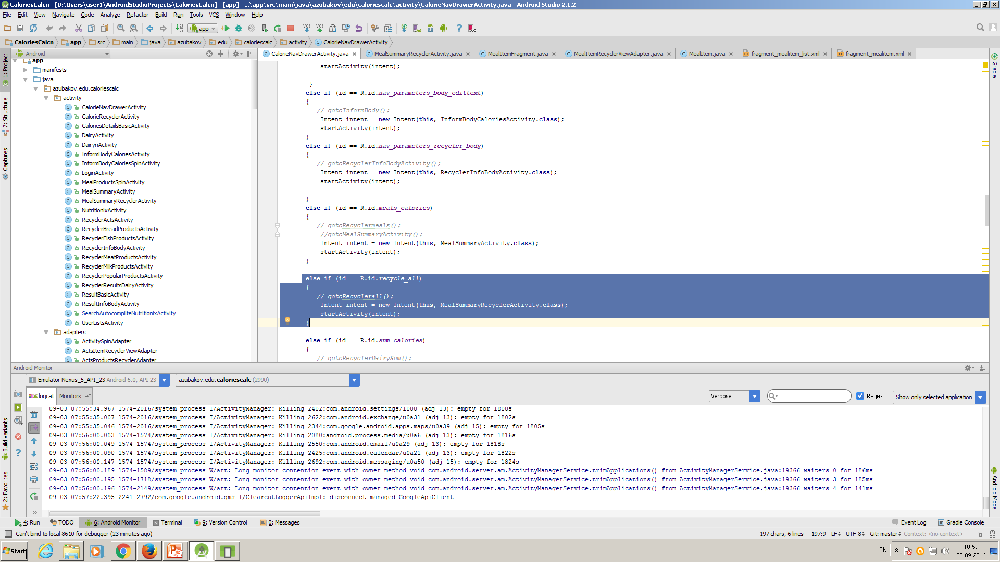 CaloriesCalcn - [D:\Users\user1\AndroidStudioProjects\CaloriesCalcn] - [app] - ...\app\src\main\java\azubakov\edu\caloriescalc\activity\CalorieNavDrawerActivity.java - Android Studio 2.1.2
File Edit View Navigate Code Analyze Refactor Build Run Tools VCS Window Help
app
CaloriesCalcn app src main java azubakov edu caloriescalc activity CalorieNavDrawerActivity
Android
CalorieNavDrawerActivity.java MealSummaryRecyclerActivity.java MealItemFragment.java MealItemRecyclerViewAdapter.java MealItem.java fragment_mealitem_list.xml fragment_mealitem.xml
1: Project
Z: Structure
Captures
Build Variants
2: Favorites
Gradle
Android Model
app
manifests
java
azubakov.edu.caloriescalc
activity
CalorieNavDrawerActivity
CalorieRecyclerActivity
CaloriesDetailsBasicActivity
DairyActivity
DairynActivity
InformBodyCaloriesActivity
InformBodyCaloriesSpinActivity
LoginActivity
MealProductsSpinActivity
MealSummaryActivity
MealSummaryRecyclerActivity
NutritionixActivity
RecyclerActsActivity
RecyclerBreadProductsActivity
RecyclerFishProductsActivity
RecyclerInfoBodyActivity
RecyclerMeatProductsActivity
RecyclerMilkProductsActivity
RecyclerPopularProductsActivity
RecyclerResultsDairyActivity
ResultBasicActivity
ResultInfoBodyActivity
SearchAutocompliteNutritionixActivity
UserListsActivity
adapters
ActivitySpinAdapter
ActsItemRecyclerViewAdapter
ActsProductsRecyclerAdapter
startActivity(intent);
}
else if (id == R.id.nav_parameters_body_edittext)
{
// gotoInformBody();
Intent intent = new Intent(this, InformBodyCaloriesActivity.class);
startActivity(intent);
}
else if (id == R.id.nav_parameters_recycler_body)
{
// gotoRecyclerInfoBodyActivity();
Intent intent = new Intent(this, RecyclerInfoBodyActivity.class);
startActivity(intent);
}
else if (id == R.id.meals_calories)
{
// gotoRecyclermeals();
//gotoMealSummaryActivity();
Intent intent = new Intent(this, MealSummaryActivity.class);
startActivity(intent);
}
else if (id == R.id.recycle_all)
{
// gotoRecyclerall();
Intent intent = new Intent(this, MealSummaryRecyclerActivity.class);
startActivity(intent);
}
else if (id == R.id.sum_calories)
{
// gotoRecyclerDairySum();
Android Monitor
Emulator Nexus_5_API_23 Android 6.0, API 23 azubakov.edu.caloriescalc (2990)
logcat Monitors Verbose Regex Show only selected application
09-03 07:55:34.967 1574-2016/system_process I/ActivityManager: Killing 2402:com.android.settings/1000 (adj 13): empty for 1800s
09-03 07:55:35.007 1574-2016/system_process I/ActivityManager: Killing 2622:com.android.exchange/u0a31 (adj 13): empty for 1802s
09-03 07:55:35.046 1574-2016/system_process I/ActivityManager: Killing 2344:com.google.android.apps.maps/u0a39 (adj 15): empty for 1805s
09-03 07:56:00.003 1574-1574/system_process I/ActivityManager: Killing 2080:android.process.media/u0a6 (adj 13): empty for 1816s
09-03 07:56:00.049 1574-1574/system_process I/ActivityManager: Killing 2550:com.android.email/u0a29 (adj 13): empty for 1818s
09-03 07:56:00.090 1574-1574/system_process I/ActivityManager: Killing 2425:com.android.calendar/u0a21 (adj 13): empty for 1822s
09-03 07:56:00.147 1574-1574/system_process I/ActivityManager: Killing 2692:com.android.messaging/u0a50 (adj 15): empty for 1824s
09-03 07:56:00.189 1574-1589/system_process W/art: Long monitor contention event with owner method=void com.android.server.am.ActivityManagerService.trimApplications() from ActivityManagerService.java:19366 waiters=0 for 186ms
09-03 07:56:00.195 1574-1718/system_process W/art: Long monitor contention event with owner method=void com.android.server.am.ActivityManagerService.trimApplications() from ActivityManagerService.java:19366 waiters=3 for 185ms
09-03 07:56:00.196 1574-2149/system_process W/art: Long monitor contention event with owner method=void com.android.server.am.ActivityManagerService.trimApplications() from ActivityManagerService.java:19366 waiters=4 for 141ms
09-03 07:57:22.395 2241-2792/com.google.android.gms I/ClearcutLoggerApiImpl: disconnect managed GoogleApiClient
4: Run TODO 6: Android Monitor Terminal 9: Version Control 0: Messages Event Log Gradle Console
Can't bind to local 8610 for debugger (23 minutes ago) 197 chars, 6 lines 197:9 LF UTF-8 Git: master Context: <no context>
Start EN 10:59
03.09.2016